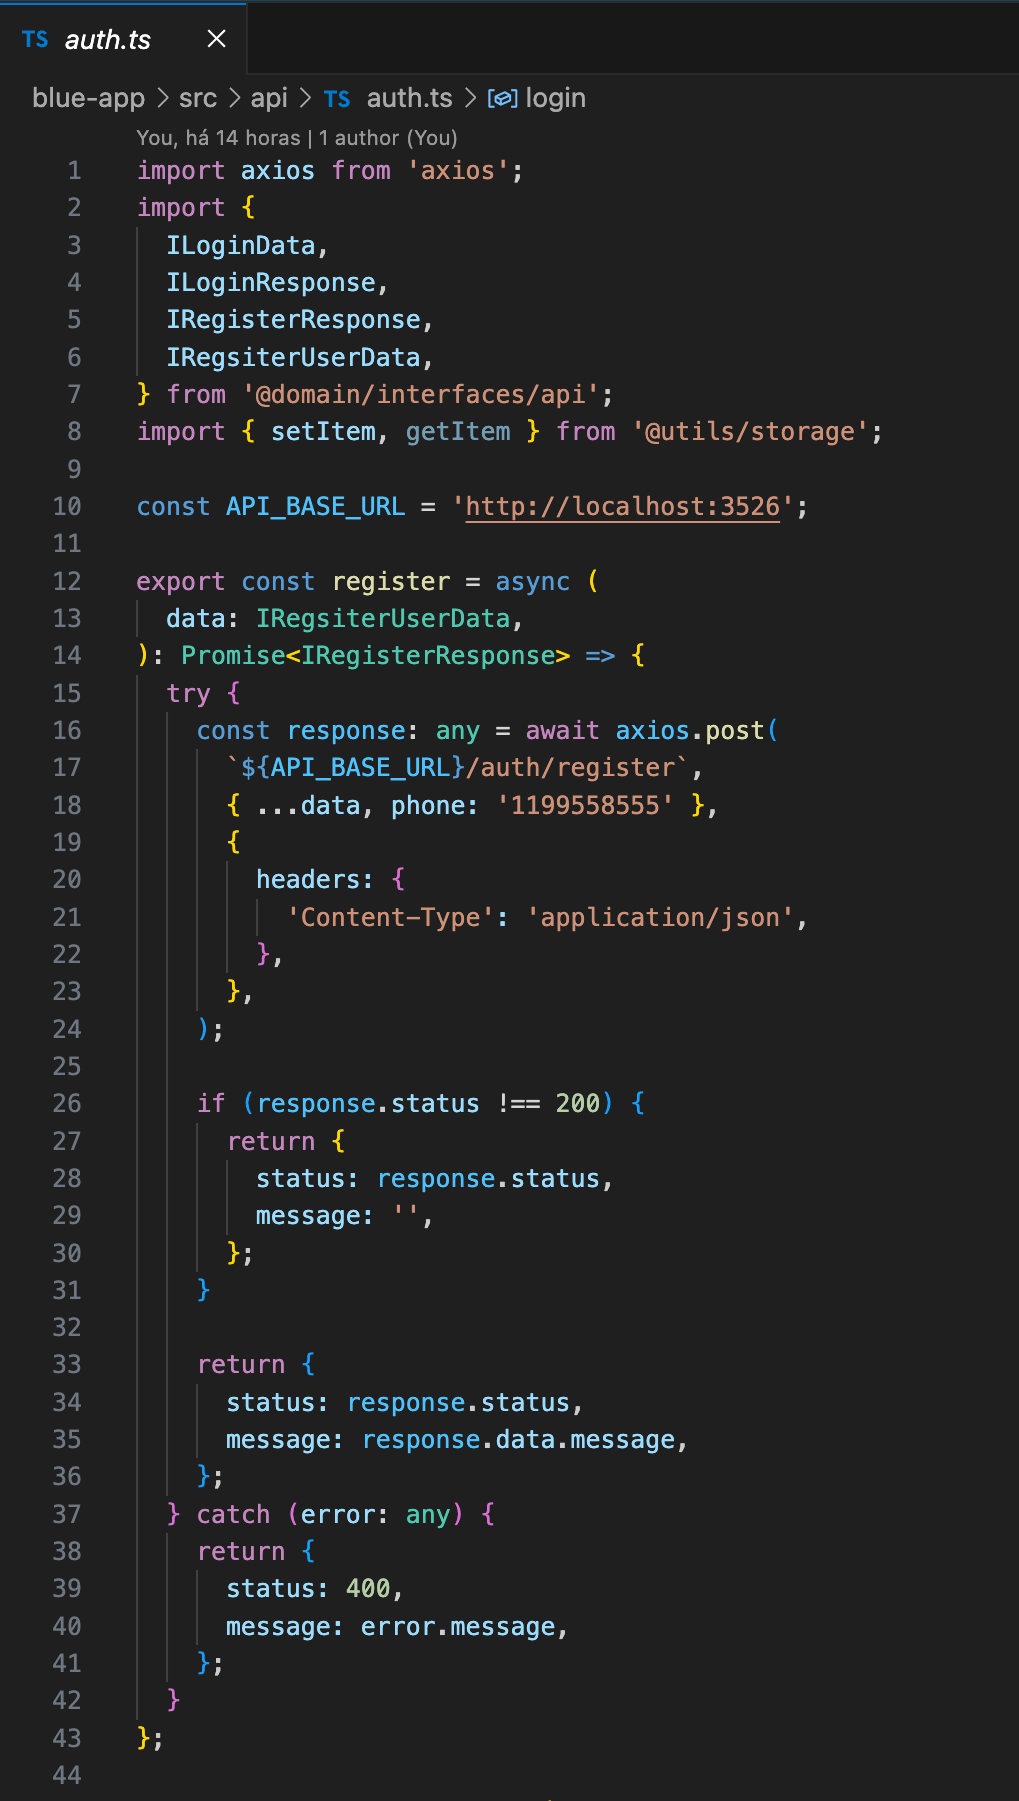 TS auth.ts
blue-app > src > api > TS auth.ts > login
You, há 14 horas | 1 author (You)
1 import axios from 'axios';
2 import {
3 ILoginData,
4 ILoginResponse,
5 IRegisterResponse,
6 IRegsiterUserData,
7 } from '@domain/interfaces/api';
8 import { setItem, getItem } from '@utils/storage';
9
10 const API_BASE_URL = 'http://localhost:3526';
11
12 export const register = async (
13 data: IRegsiterUserData,
14 ): Promise<IRegisterResponse> => {
15 try {
16 const response: any = await axios.post(
17 `${API_BASE_URL}/auth/register`,
18 { ...data, phone: '1199558555' },
19 {
20 headers: {
21 'Content-Type': 'application/json',
22 },
23 },
24 );
25
26 if (response.status !== 200) {
27 return {
28 status: response.status,
29 message: '',
30 };
31 }
32
33 return {
34 status: response.status,
35 message: response.data.message,
36 };
37 } catch (error: any) {
38 return {
39 status: 400,
40 message: error.message,
41 };
42 }
43 };
44